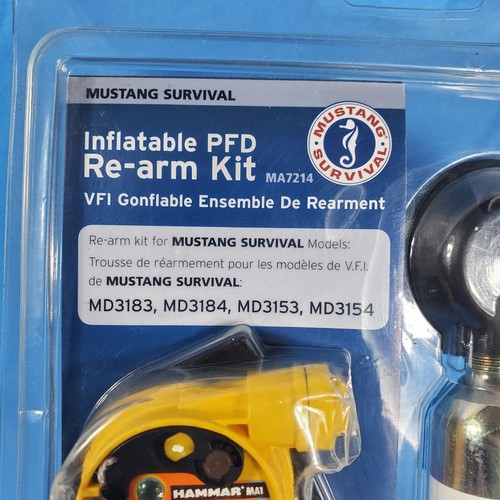 MUSTANG SURVIVAL
Inflatable PFD
Re-arm Kit MA7214
VFI Gonflable Ensemble De Rearment
MUSTANG SURVIVAL
Re-arm kit for MUSTANG SURVIVAL Models:
Trousse de réarmement pour les modèles de V.F.I.
de MUSTANG SURVIVAL:
MD3183, MD3184, MD3153, MD3154
HAMMAR MA1